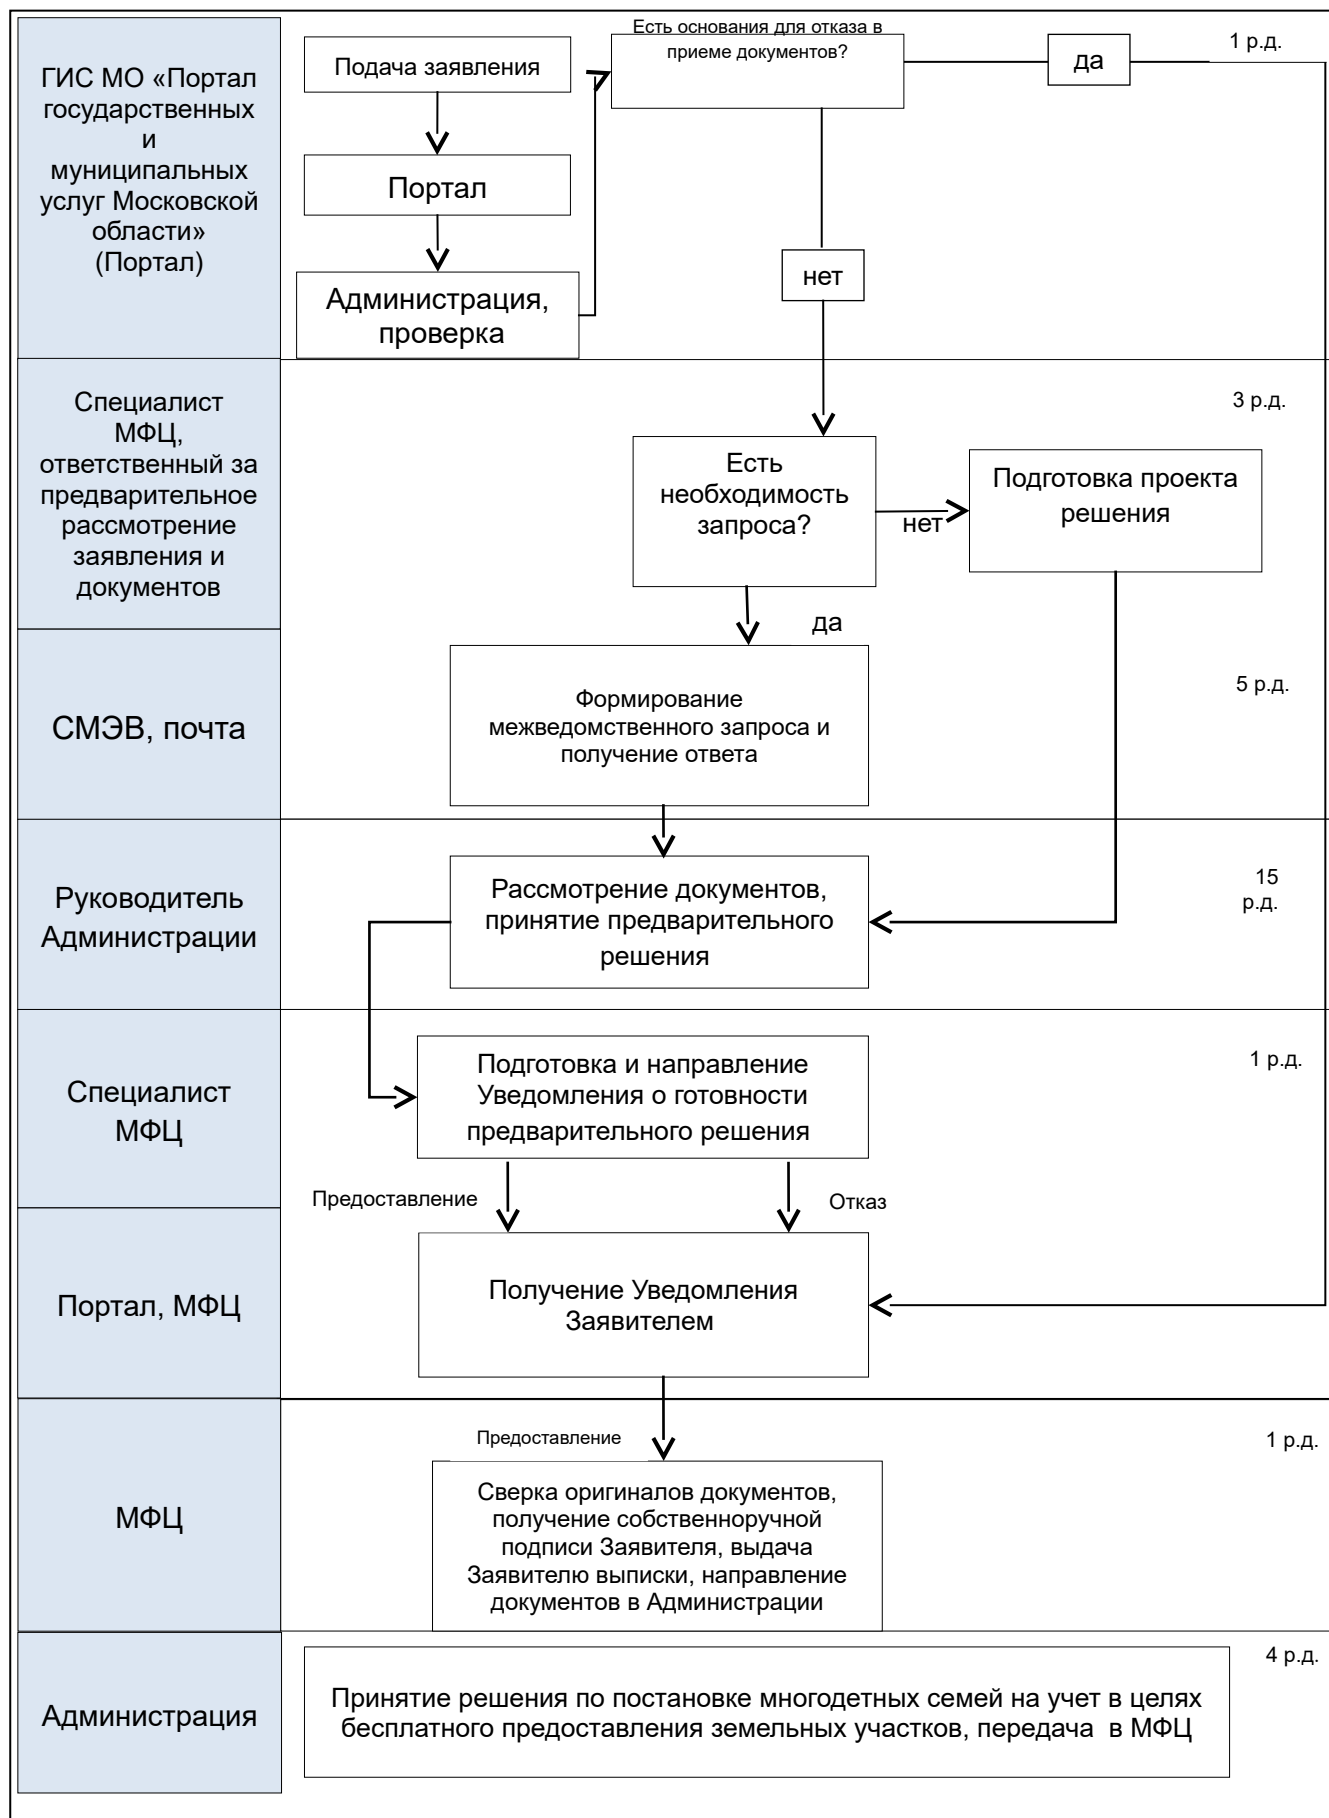 ГИС МО «Портал
государственных
и
муниципальных
услуг Московской
области»
(Портал)
Подача заявления
Портал
Администрация,
проверка
Есть основания для отказа в
приеме документов?
да
1 р.д.
нет
Специалист
МФЦ,
ответственный за
предварительное
рассмотрение
заявления и
документов
Есть
необходимость
запроса?
нет
Подготовка проекта
решения
3 р.д.
да
СМЭВ, почта
Формирование
межведомственного запроса и
получение ответа
5 р.д.
Руководитель
Администрации
Рассмотрение документов,
принятие предварительного
решения
15
р.д.
Специалист
МФЦ
Подготовка и направление
Уведомления о готовности
предварительного решения
1 р.д.
Предоставление
Отказ
Портал, МФЦ
Получение Уведомления
Заявителем
МФЦ
Предоставление
1 р.д.
Сверка оригиналов документов,
получение собственноручной
подписи Заявителя, выдача
Заявителю выписки, направление
документов в Администрации
Администрация
Принятие решения по постановке многодетных семей на учет в целях
бесплатного предоставления земельных участков, передача  в МФЦ
4 р.д.